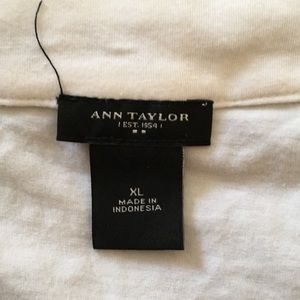 ANN TAYLOR
EST. 1954
XL
MADE IN
INDONESIA